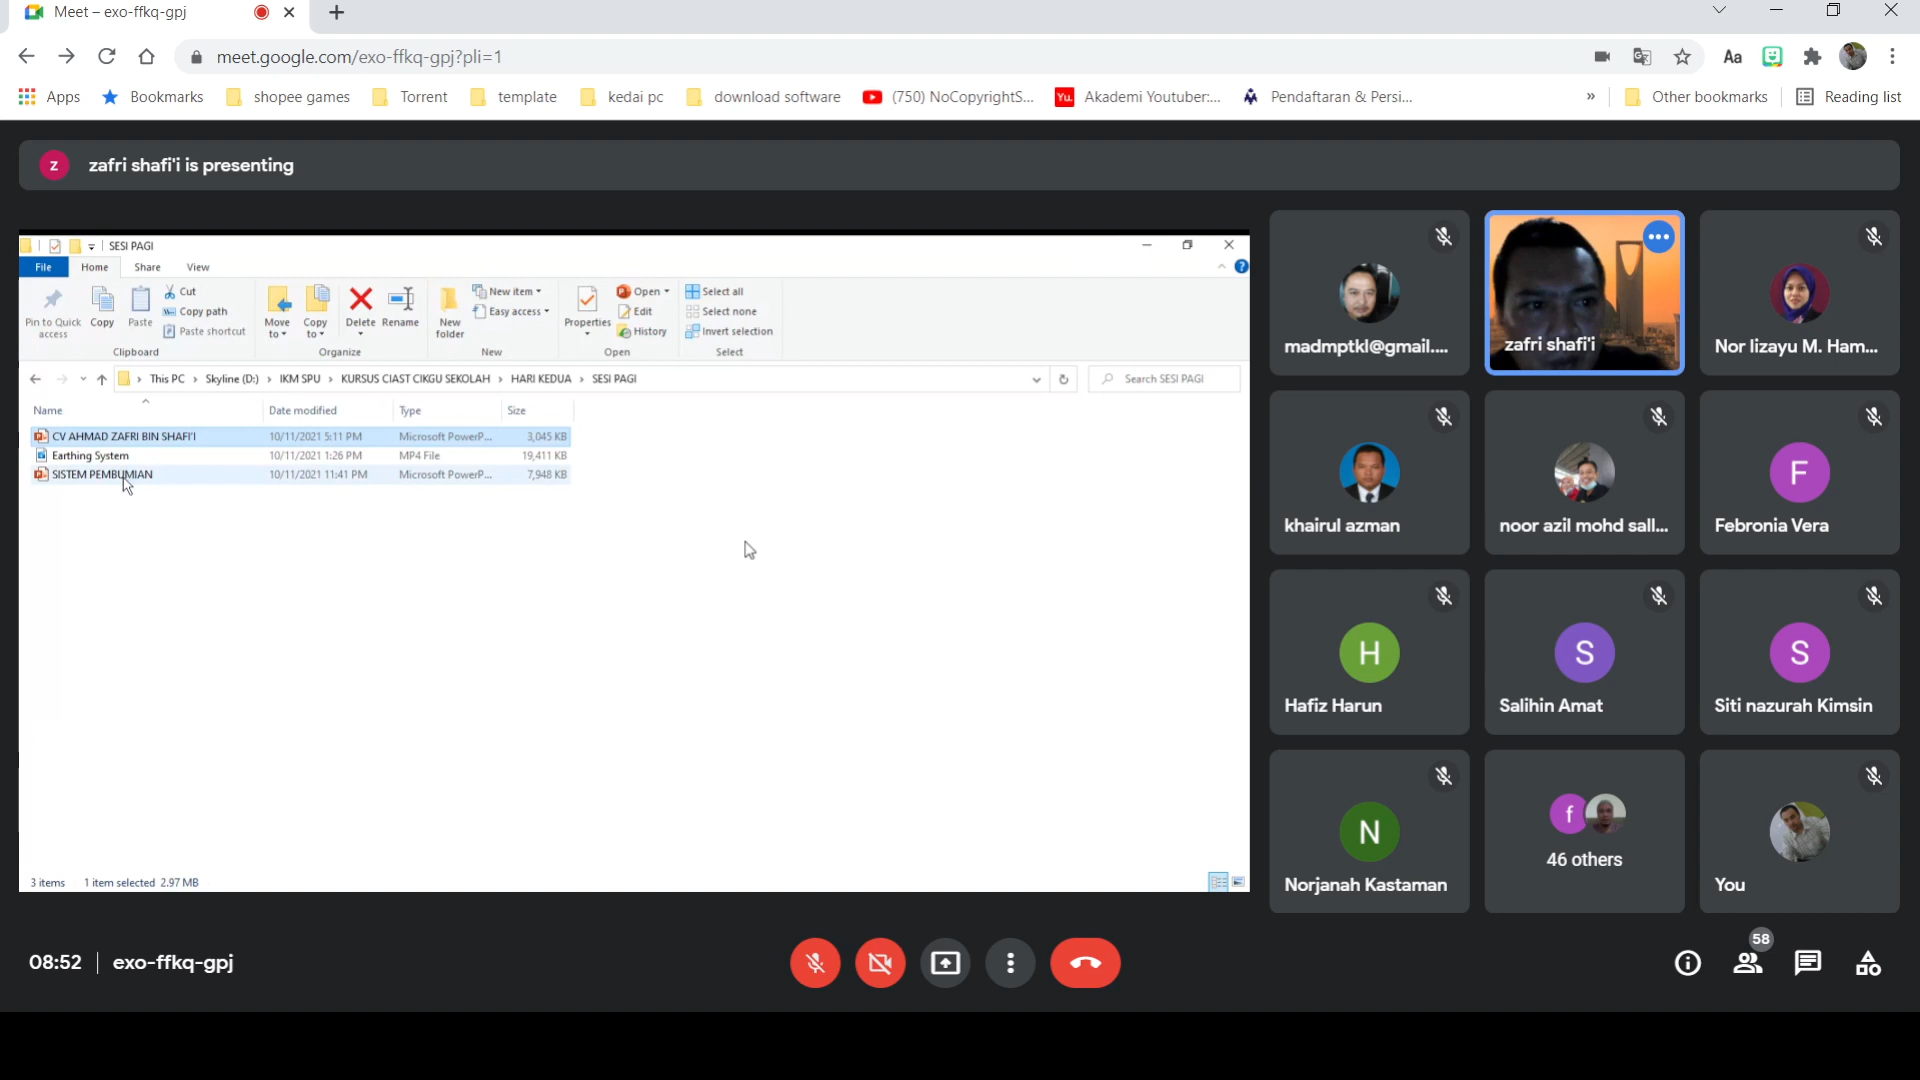 Meet – exo-ffkq-gpj
meet.google.com/exo-ffkq-gpj?pli=1
Aa
Apps
Bookmarks
shopee games
Torrent
template
kedai pc
download software
(750) NoCopyrightS...
Yu.
Akademi Youtuber:...
Pendaftaran & Persi...
»
Other bookmarks
Reading list
z
zafri shafi'i is presenting
SESI PAGI
File
Home
Share
View
Pin to Quick access
Copy
Paste
Cut
Copy path
Paste shortcut
Clipboard
Move to
Copy to
Delete
Rename
Organize
New folder
New item
Easy access
New
Properties
Open
Edit
History
Open
Select all
Select none
Invert selection
Select
This PC > Skyline (D:) > IKM SPU > KURSUS CIAST CIKGU SEKOLAH > HARI KEDUA > SESI PAGI
Search SESI PAGI
Name Date modified Type Size
CV AHMAD ZAFRI BIN SHAFI'I 10/11/2021 5:11 PM Microsoft PowerP... 3,045 KB
Earthing System 10/11/2021 1:26 PM MP4 File 19,411 KB
SISTEM PEMBUMIAN 10/11/2021 11:41 PM Microsoft PowerP... 7,948 KB
3 items 1 item selected 2.97 MB
madmptkl@gmail....
zafri shafi'i
Nor lizayu M. Ham...
khairul azman
noor azil mohd sall...
F
Febronia Vera
H
Hafiz Harun
S
Salihin Amat
S
Siti nazurah Kimsin
N
Norjanah Kastaman
f
46 others
You
08:52 | exo-ffkq-gpj
58